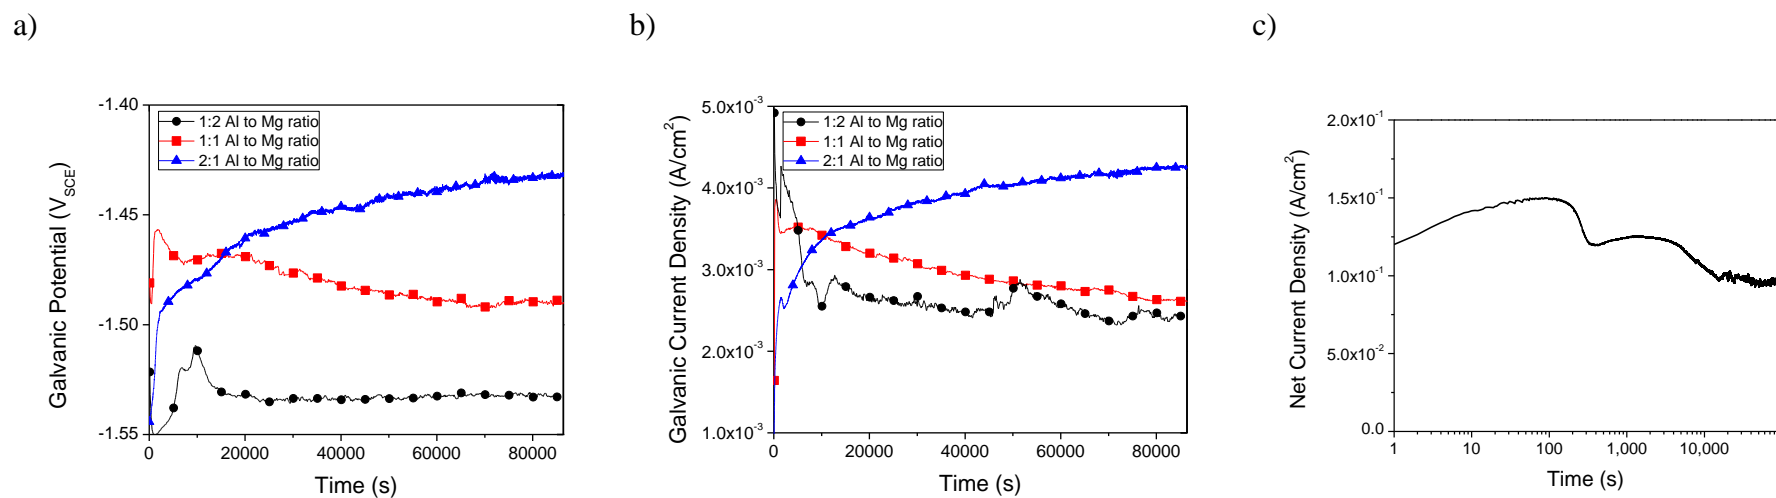 a)
b)
c)
-1.40
-1.45
-1.50
-1.55
Galvanic Potential (V_SCE)
1:2 Al to Mg ratio
1:1 Al to Mg ratio
2:1 Al to Mg ratio
0 20000 40000 60000 80000
Time (s)
5.0x10⁻³
4.0x10⁻³
3.0x10⁻³
2.0x10⁻³
1.0x10⁻³
Galvanic Current Density (A/cm²)
1:2 Al to Mg ratio
1:1 Al to Mg ratio
2:1 Al to Mg ratio
0 20000 40000 60000 80000
Time (s)
2.0x10⁻¹
1.5x10⁻¹
1.0x10⁻¹
5.0x10⁻²
0.0
Net Current Density (A/cm²)
1 10 100 1,000 10,000
Time (s)